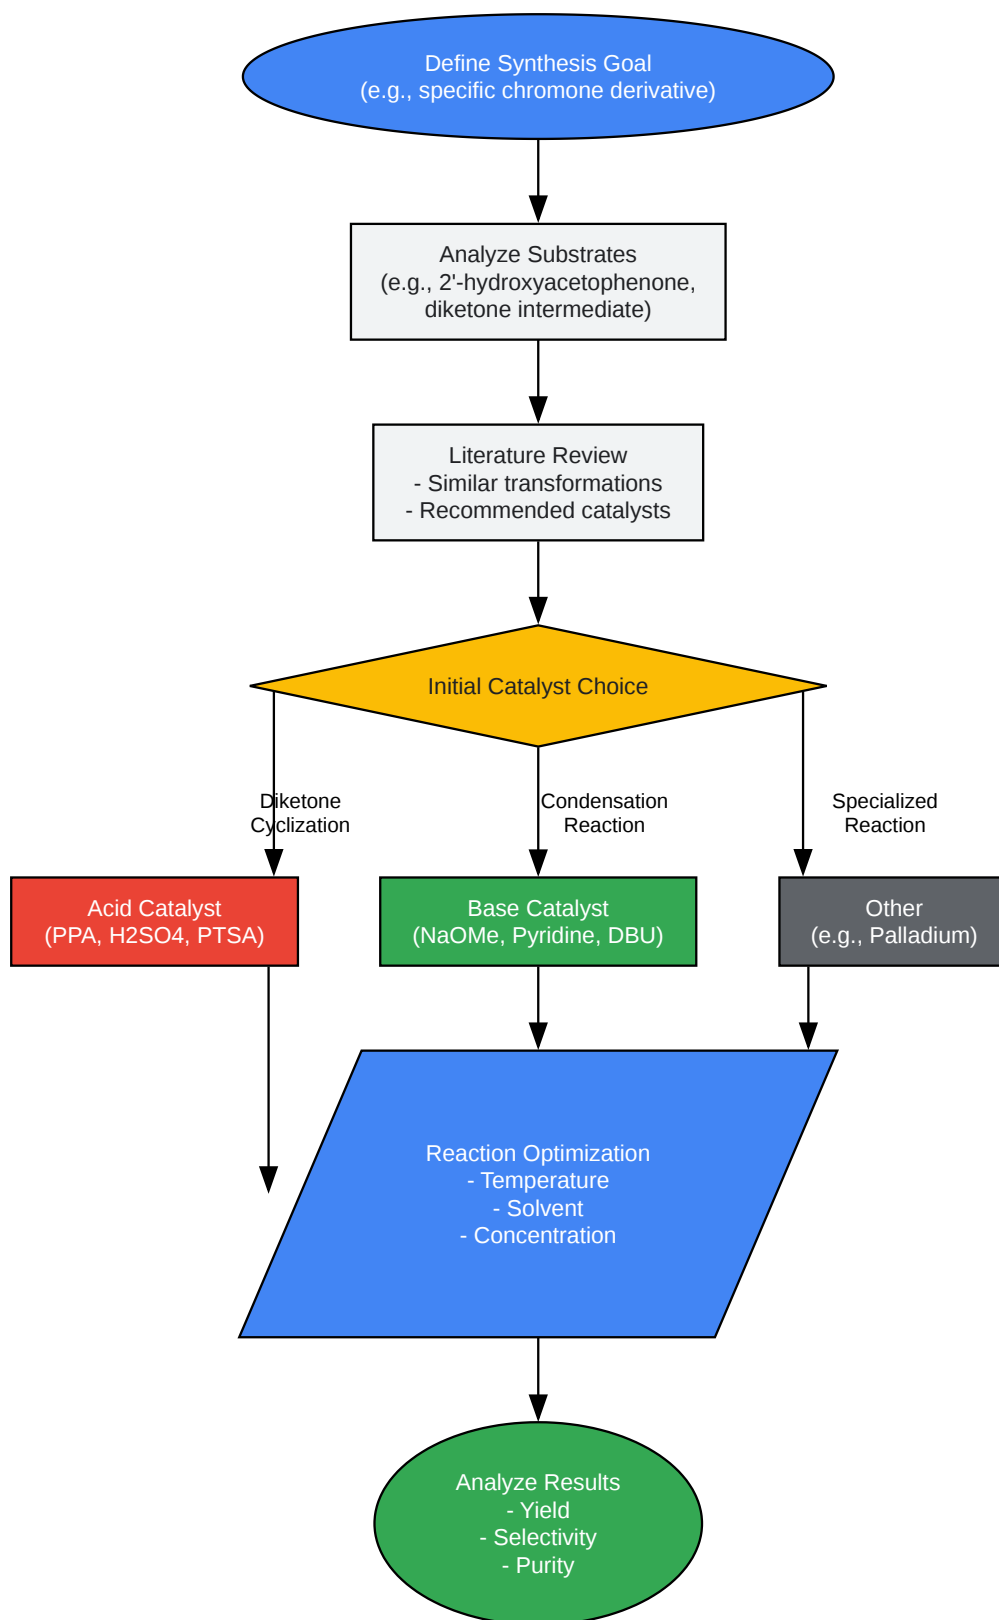 Define Synthesis Goal
(e.g., specific chromone derivative)
Analyze Substrates
(e.g., 2'-hydroxyacetophenone,
diketone intermediate)
Literature Review
- Similar transformations
- Recommended catalysts
Initial Catalyst Choice
Diketone
Cyclization
Condensation
Reaction
Specialized
Reaction
Acid Catalyst
(PPA, H2SO4, PTSA)
Base Catalyst
(NaOMe, Pyridine, DBU)
Other
(e.g., Palladium)
Reaction Optimization
- Temperature
- Solvent
- Concentration
Analyze Results
- Yield
- Selectivity
- Purity